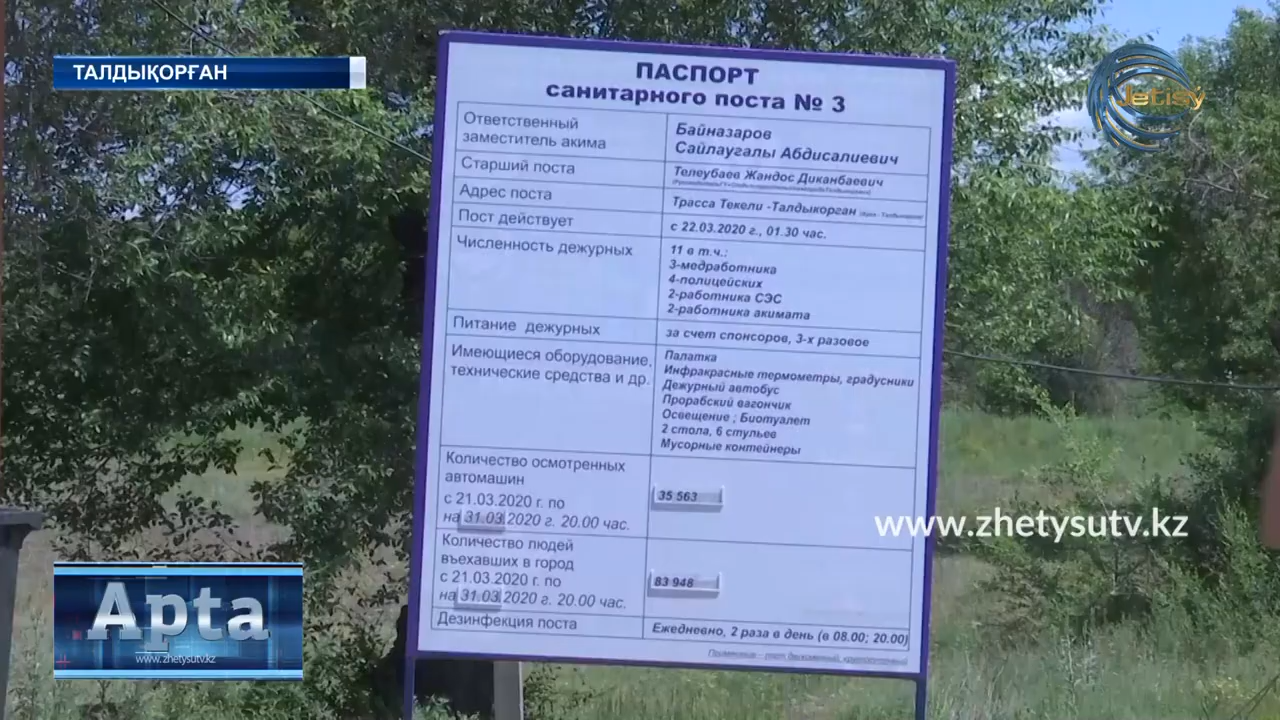 ТАЛДЫҚОРҒАН
Jetisý
ПАСПОРТ
санитарного поста № 3
Ответственный
заместитель акима
Байназаров
Сайлаугалы Абдисалиевич
Старший поста
Телеубаев Жандос Диканбаевич
Адрес поста
Трасса Текели -Талдыкорган
Пост действует
с 22.03.2020 г., 01.30 час.
Численность дежурных
11 в т.ч.:
3-медработника
4-полицейских
2-работника СЭС
2-работника акимата
Питание дежурных
за счет спонсоров, 3-х разовое
Имеющиеся оборудование,
технические средства и др.
Палатка
Инфракрасные термометры, градусники
Дежурный автобус
Прорабский вагончик
Освещение ; Биотуалет
2 стола, 6 стульев
Мусорные контейнеры
Количество осмотренных
автомашин
с 21.03.2020 г. по
на 31.03.2020 г. 20.00 час.
35 563
Количество людей
въехавших в город
с 21.03.2020 г. по
на 31.03.2020 г. 20.00 час.
83 948
Дезинфекция поста
Ежедневно, 2 раза в день (в 08.00; 20.00)
www.zhetysutv.kz
Арта
www.zhetysutv.kz